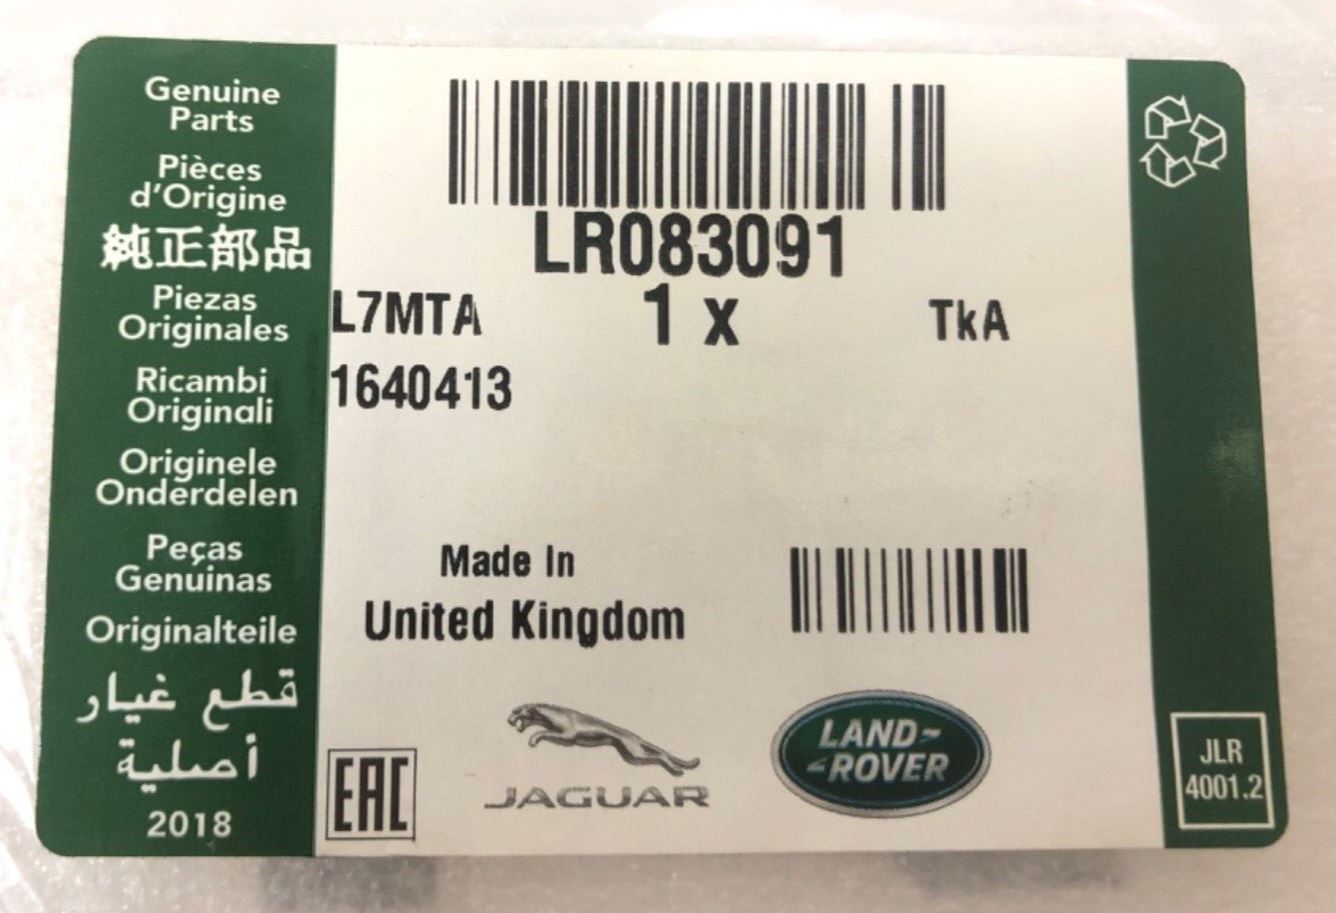 Genuine
Parts
Pièces
d'Origine
純正部品
Piezas
Originales
Ricambi
Originali
Originele
Onderdelen
Peças
Genuinas
Originalteile
قطع غيار
أصلية
2018
LR083091
L7MTA 1 x TkA
1640413
Made In
United Kingdom
EAC
JAGUAR
LAND-
-ROVER
JLR
4001.2